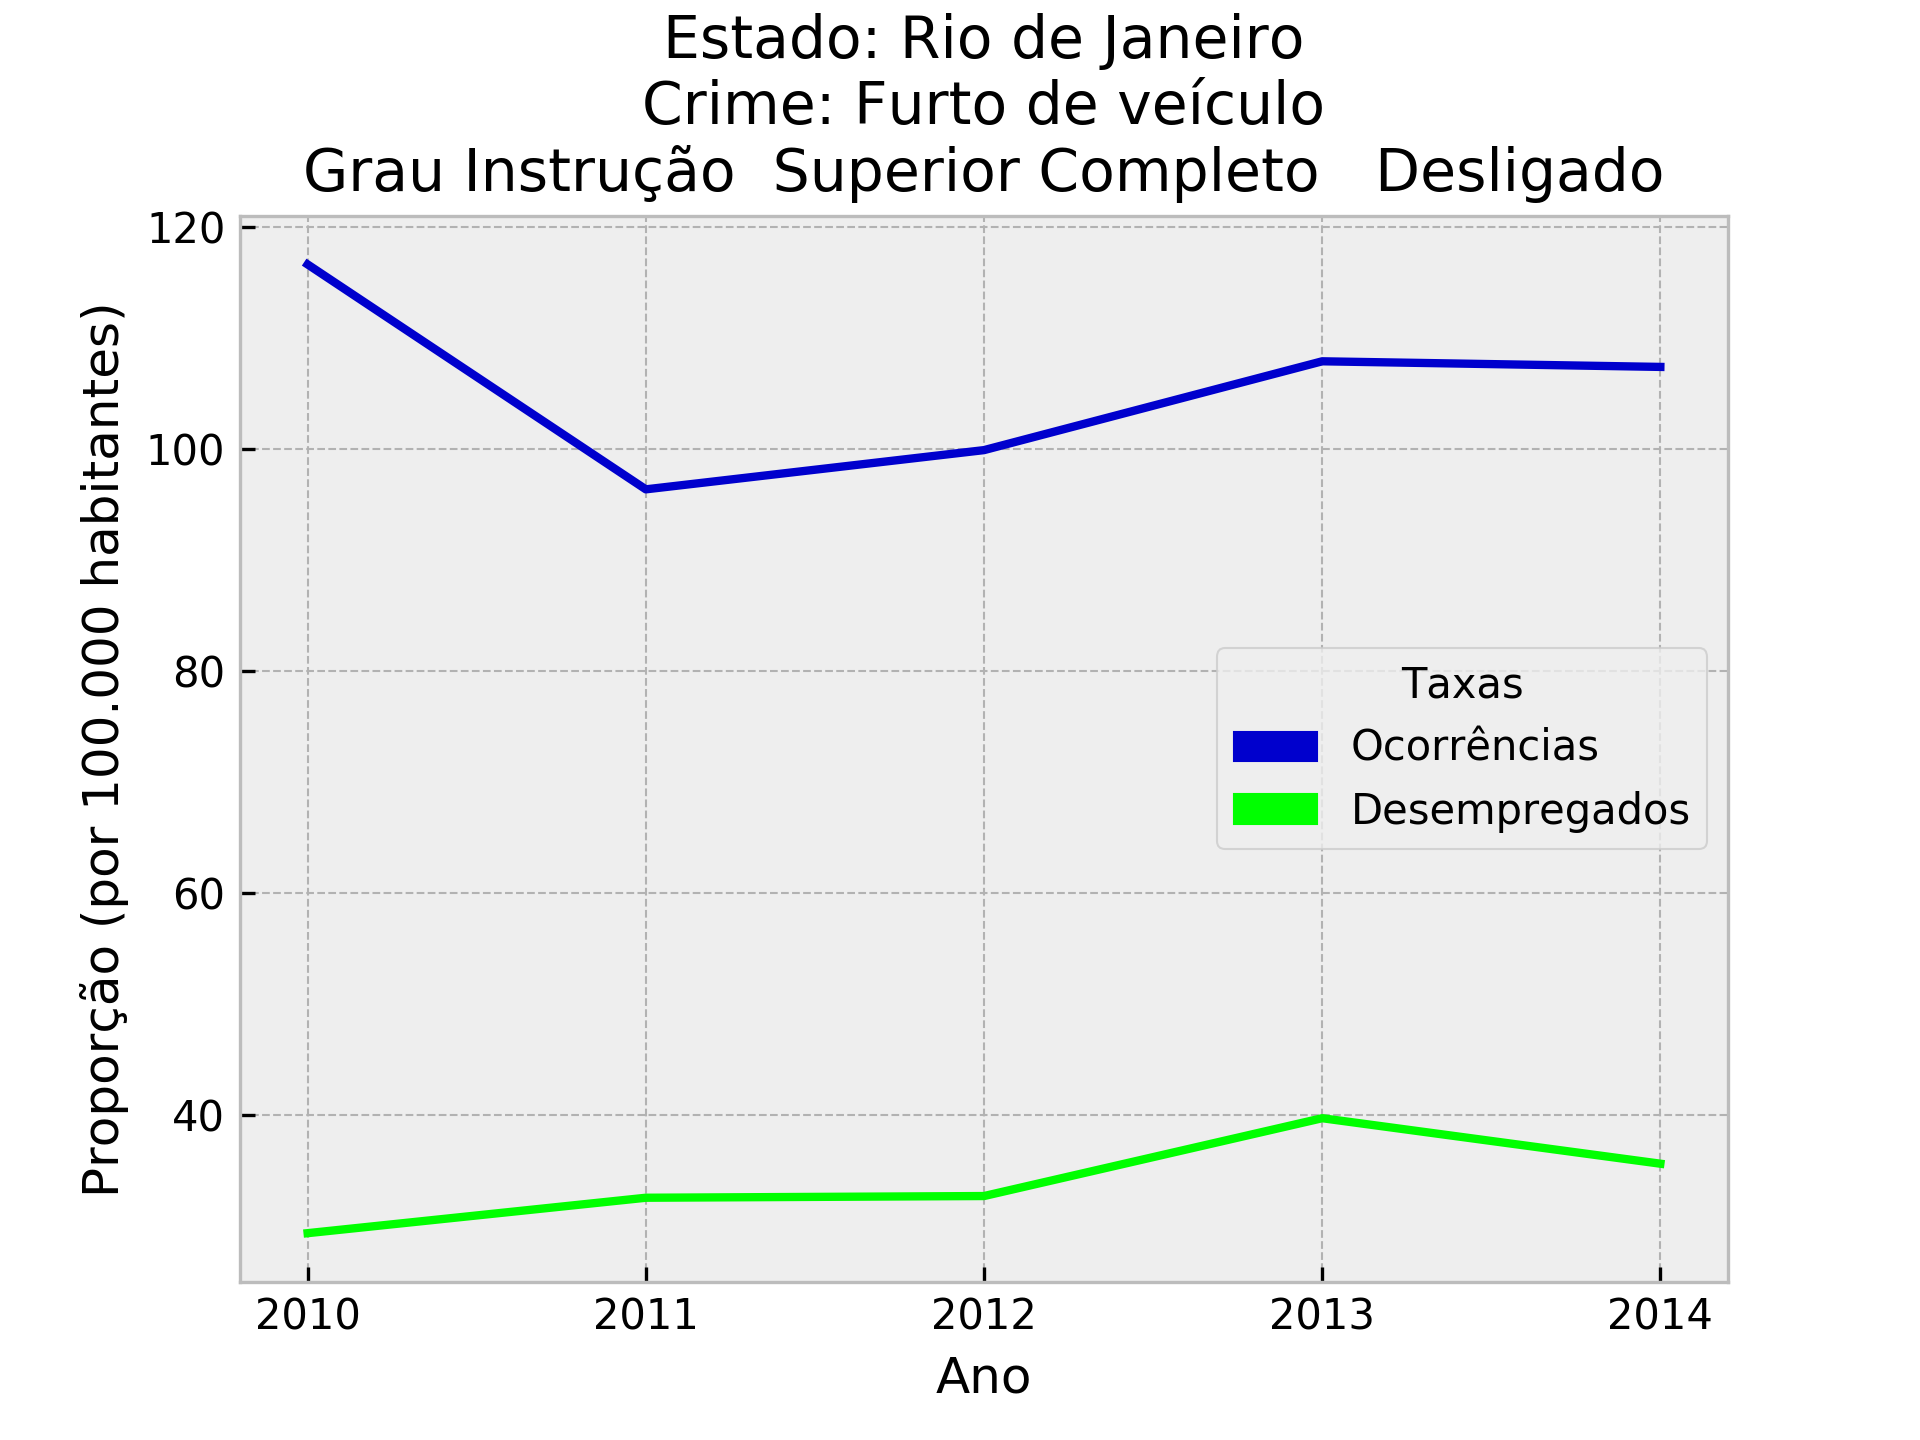 Estado: Rio de Janeiro
Crime: Furto de veículo
Grau Instrução  Superior Completo   Desligado
Proporção (por 100.000 habitantes)
120
100
80
60
40
Taxas
Ocorrências
Desempregados
2010 2011 2012 2013 2014
Ano